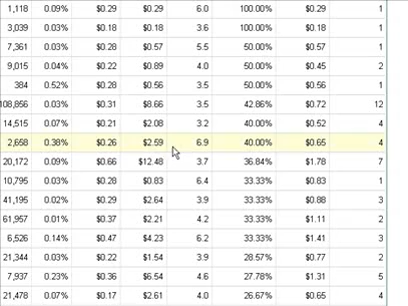 1,118 0.09% $0.29 $0.29 6.0 100.00% $0.29 1
3,039 0.03% $0.18 $0.18 3.6 100.00% $0.18 1
7,361 0.03% $0.28 $0.57 5.5 50.00% $0.57 1
9,015 0.04% $0.22 $0.89 4.0 50.00% $0.45 2
384 0.52% $0.28 $0.56 3.5 50.00% $0.56 1
108,856 0.03% $0.31 $8.66 3.5 42.86% $0.72 12
14,515 0.07% $0.21 $2.08 3.2 40.00% $0.52 4
2,658 0.38% $0.26 $2.59 6.9 40.00% $0.65 4
20,172 0.09% $0.66 $12.48 3.7 36.84% $1.78 7
10,795 0.03% $0.28 $0.83 6.4 33.33% $0.83 1
41,195 0.02% $0.29 $2.64 3.9 33.33% $0.88 3
61,957 0.01% $0.37 $2.21 4.2 33.33% $1.11 2
6,526 0.14% $0.47 $4.23 6.2 33.33% $1.41 3
21,344 0.03% $0.22 $1.54 3.9 28.57% $0.77 2
7,937 0.23% $0.36 $6.54 4.6 27.78% $1.31 5
21,478 0.07% $0.17 $2.61 4.0 26.67% $0.65 4